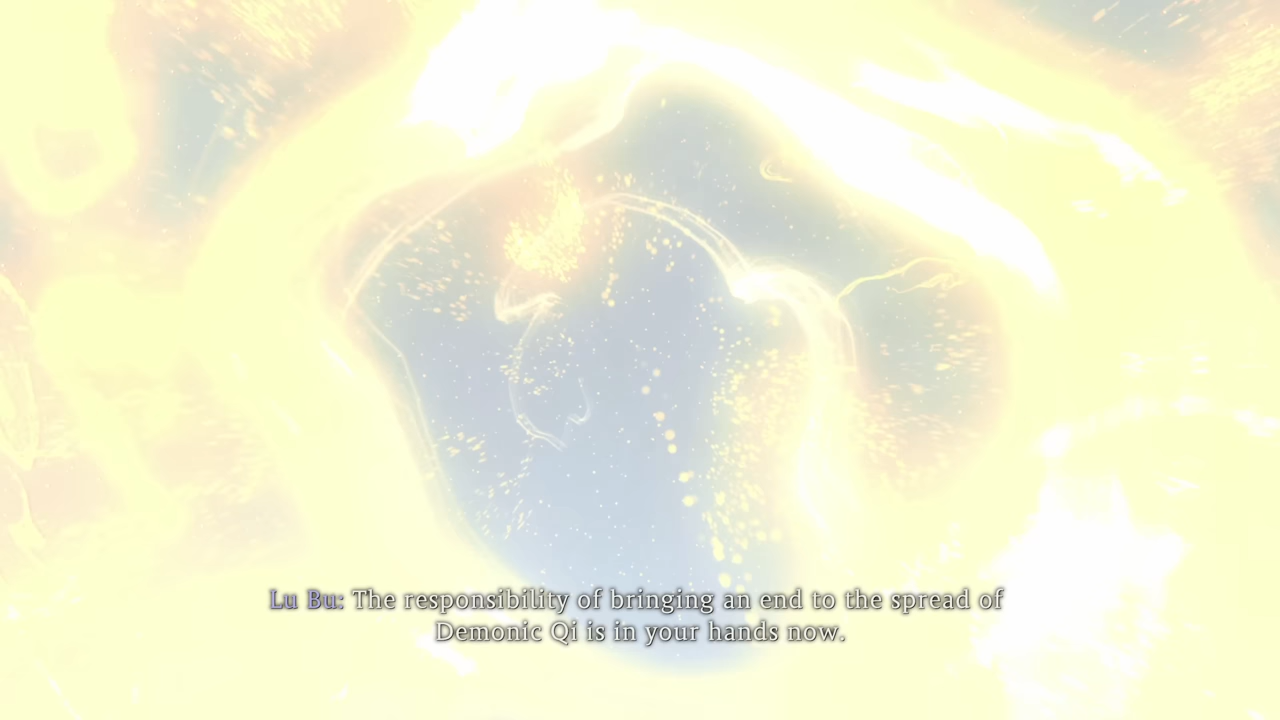 Lu Bu: The responsibility of bringing an end to the spread of
Demonic Qi is in your hands now.